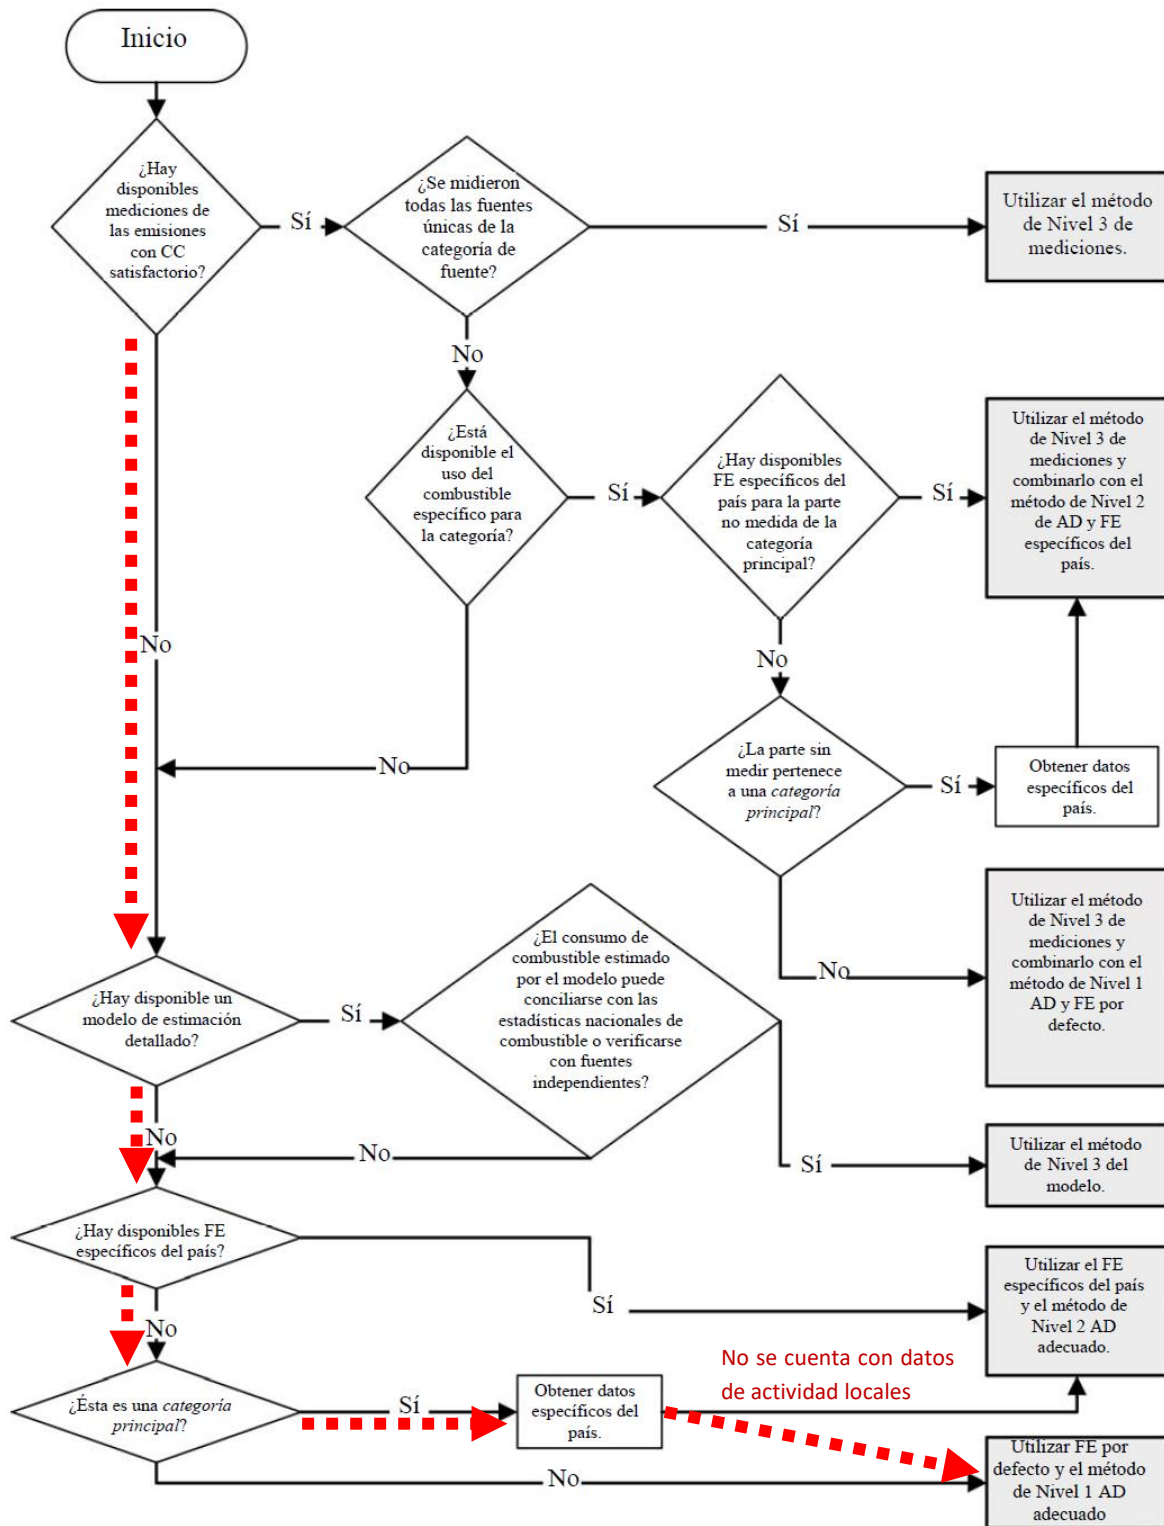 Inicio
¿Hay
disponibles
mediciones de
las emisiones
con CC
satisfactorio?
Sí
¿Se midieron
todas las fuentes
únicas de la
categoría de
fuente?
Sí
Utilizar el método
de Nivel 3 de
mediciones.
No
No
¿Está
disponible el
uso del
combustible
específico para
la categoría?
Sí
¿Hay disponibles
FE específicos del
país para la parte
no medida de la
categoría
principal?
Sí
Utilizar el método
de Nivel 3 de
mediciones y
combinarlo con el
método de Nivel 2
de AD y FE
específicos del
país.
No
No
¿La parte sin
medir pertenece
a una categoría
principal?
Sí
Obtener datos
específicos del
país.
No
Utilizar el método
de Nivel 3 de
mediciones y
combinarlo con el
método de Nivel 1
AD y FE por
defecto.
¿Hay disponible un
modelo de estimación
detallado?
Sí
¿El consumo de
combustible estimado
por el modelo puede
conciliarse con las
estadísticas nacionales de
combustible o verificarse
con fuentes
independientes?
No
No
Sí
Utilizar el método
de Nivel 3 del
modelo.
¿Hay disponibles FE
específicos del país?
Sí
Utilizar el FE
específicos del país
y el método de
Nivel 2 AD
adecuado.
No
No se cuenta con datos
de actividad locales
¿Ésta es una categoría
principal?
Sí
Obtener datos
específicos del
país.
No
Utilizar FE por
defecto y el método
de Nivel 1 AD
adecuado